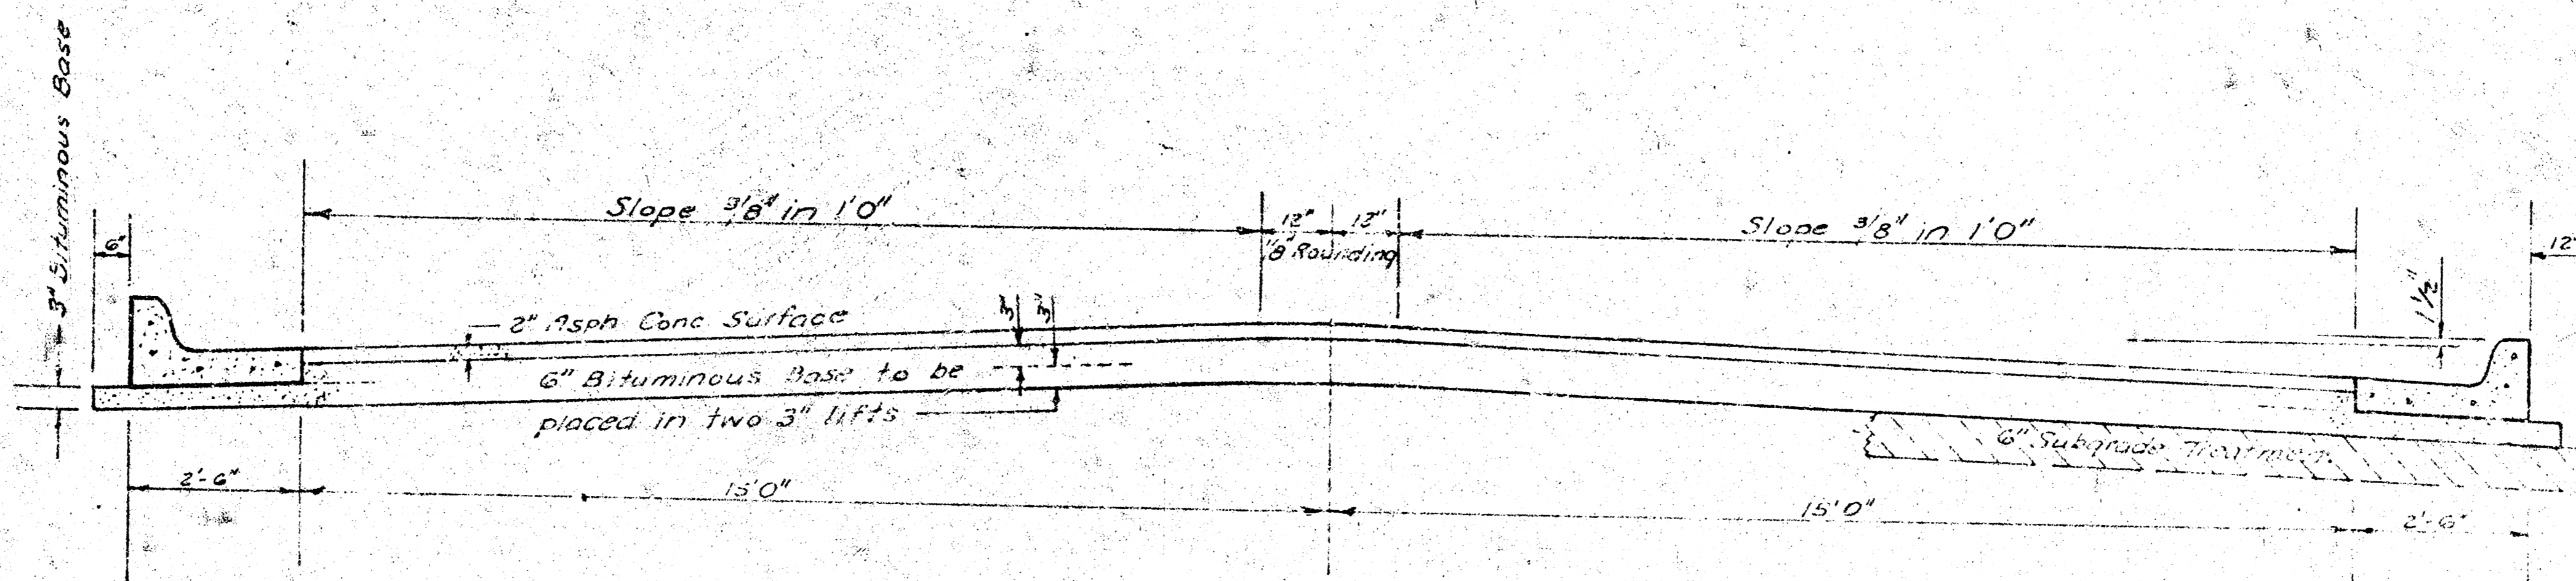 3" Bituminous Base
Slope 3/8" in 1'0"
12" 12"
1/8" Rounding
Slope 3/8" in 1'0"
6"
12"
1 1/2"
2" Asph Conc Surface
3" 3"
6" Bituminous Base to be
placed in two 3" lifts
6" Subgrade Treatment
2'-6"
15'0"
15'0"
2'-6"